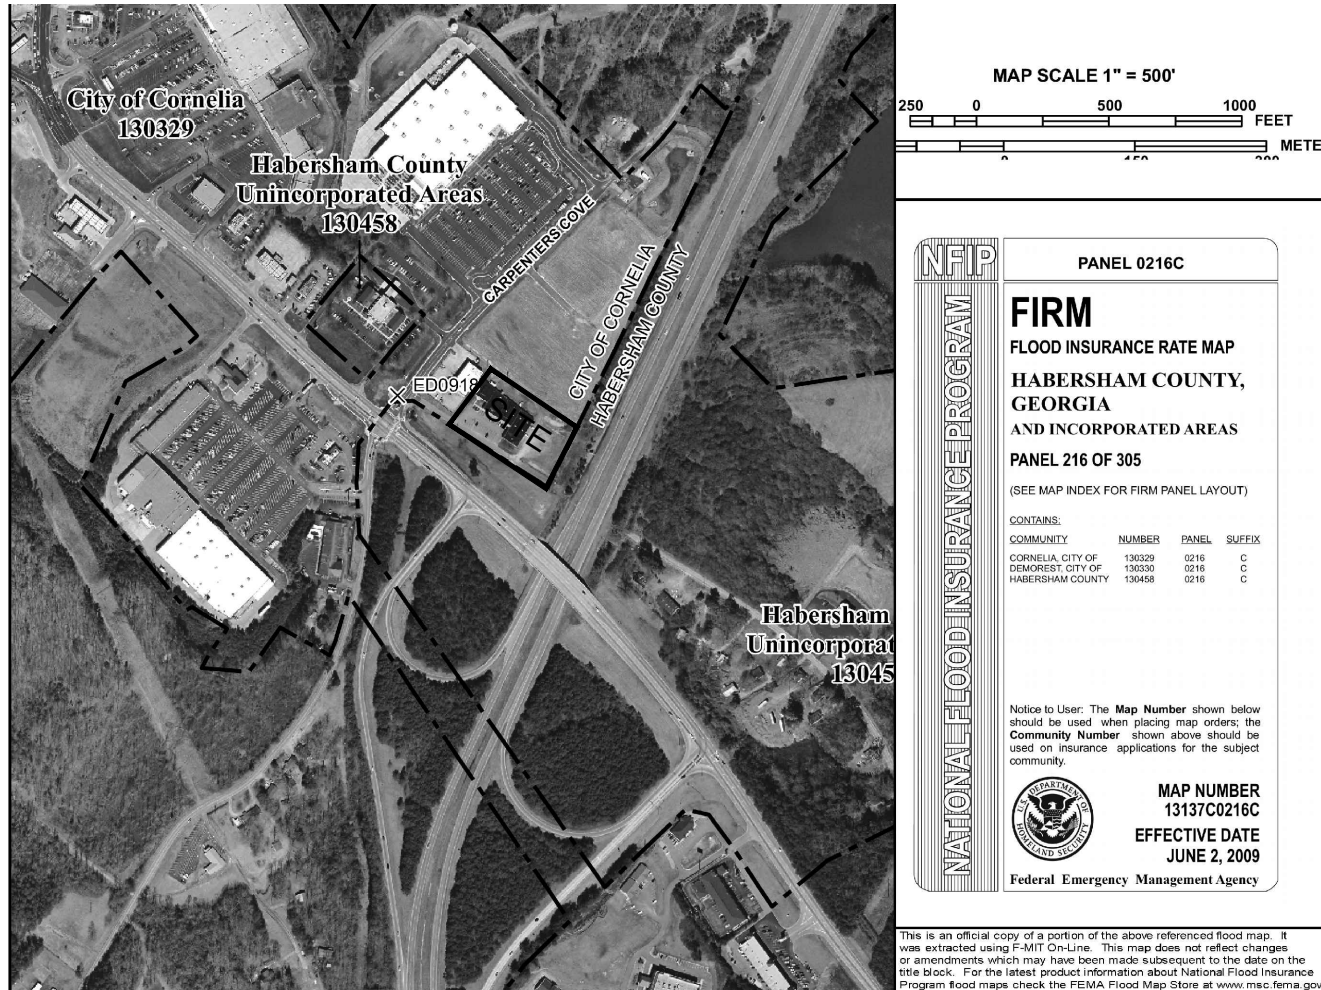 City of Cornelia
130329
Habersham County
Unincorporated Areas
130458
CARPENTERS COVE
CITY OF CORNELIA
HABERSHAM COUNTY
ED0918
SITE
Habersham
Unincorporat
13045
MAP SCALE 1" = 500'
250 0 500 1000
FEET
METE
0 150 300
NFIP
PANEL 0216C
NATIONAL FLOOD INSURANCE PROGRAM
FIRM
FLOOD INSURANCE RATE MAP
HABERSHAM COUNTY,
GEORGIA
AND INCORPORATED AREAS
PANEL 216 OF 305
(SEE MAP INDEX FOR FIRM PANEL LAYOUT)
CONTAINS:
COMMUNITY NUMBER PANEL SUFFIX
CORNELIA, CITY OF 130329 0216 C
DEMOREST, CITY OF 130330 0216 C
HABERSHAM COUNTY 130458 0216 C
Notice to User: The Map Number shown below
should be used when placing map orders; the
Community Number shown above should be
used on insurance applications for the subject
community.
U.S. DEPARTMENT OF
HOMELAND SECURITY
MAP NUMBER
13137C0216C
EFFECTIVE DATE
JUNE 2, 2009
Federal Emergency Management Agency
This is an official copy of a portion of the above referenced flood map. It
was extracted using F-MIT On-Line. This map does not reflect changes
or amendments which may have been made subsequent to the date on the
title block. For the latest product information about National Flood Insurance
Program flood maps check the FEMA Flood Map Store at www.msc.fema.gov